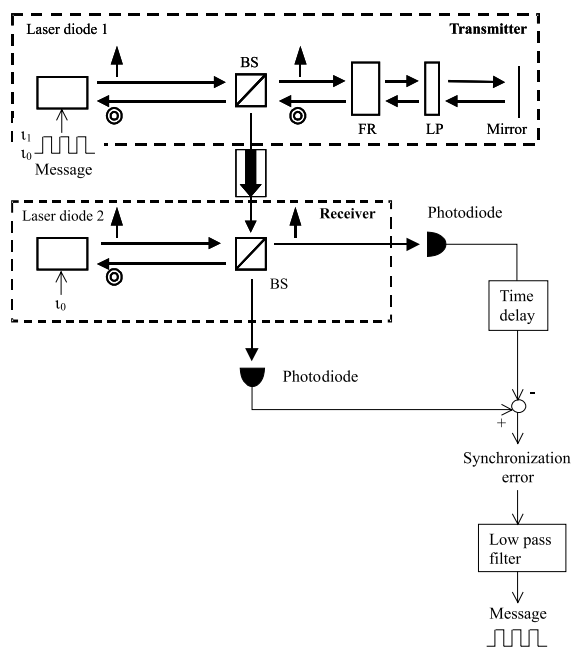 Laser diode 1
Transmitter
BS
FR
LP
Mirror
ι₁
ι₀
Message
Laser diode 2
Receiver
Photodiode
BS
ι₀
Time
delay
Photodiode
-
+
Synchronization
error
Low pass
filter
Message